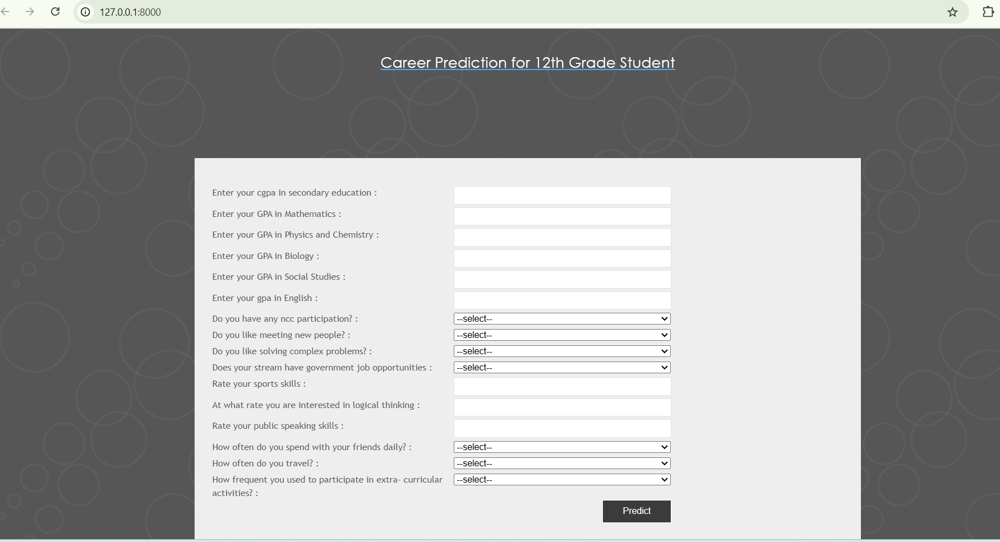 127.0.0.1:8000
Career Prediction for 12th Grade Student
Enter your cgpa in secondary education :
Enter your GPA in Mathematics :
Enter your GPA in Physics and Chemistry :
Enter your GPA in Biology :
Enter your GPA in Social Studies :
Enter your gpa in English :
Do you have any ncc participation? : --select--
Do you like meeting new people? : --select--
Do you like solving complex problems? : --select--
Does your stream have government job opportunities : --select--
Rate your sports skills :
At what rate you are interested in logical thinking :
Rate your public speaking skills :
How often do you spend with your friends daily? : --select--
How often do you travel? : --select--
How frequent you used to participate in extra- curricular --select--
activities? :
Predict